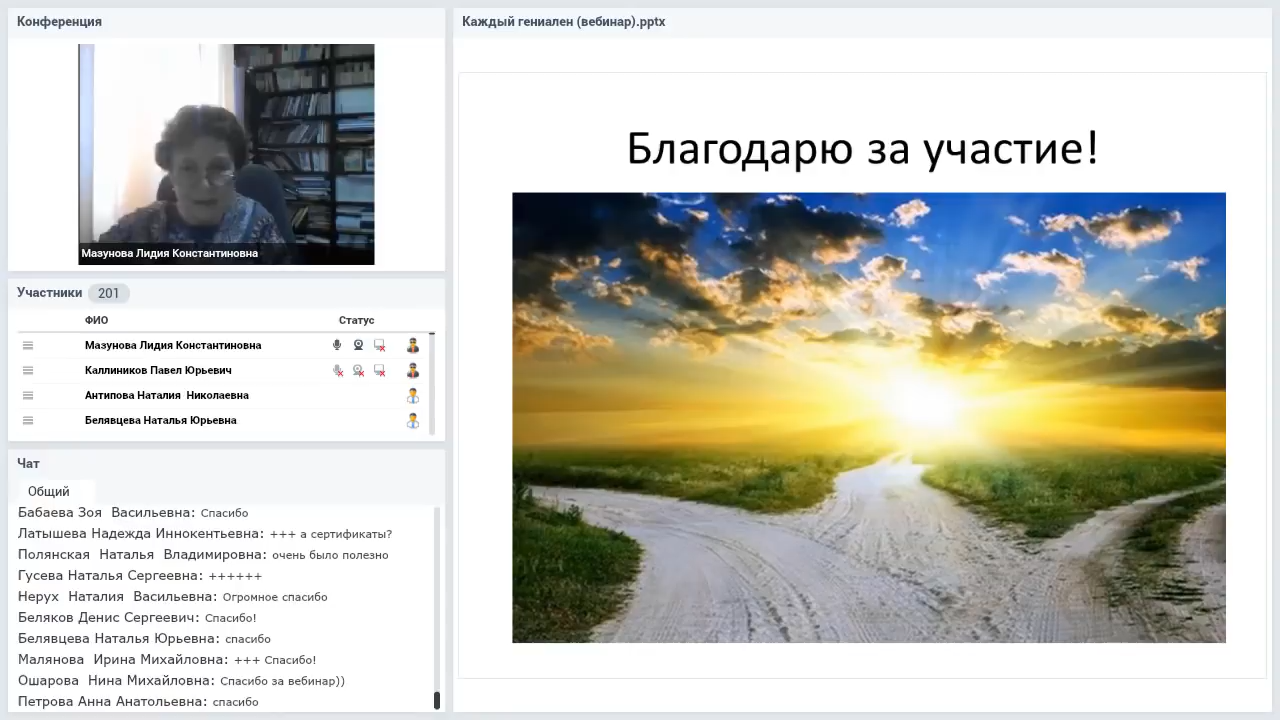 Конференция
Мазунова Лидия Константиновна
Участники 201
ФИО Статус
Мазунова Лидия Константиновна
Каллиников Павел Юрьевич
Антипова Наталия Николаевна
Белявцева Наталья Юрьевна
Чат
Общий
Бабаева Зоя Васильевна: Спасибо
Латышева Надежда Иннокентьевна: +++ а сертификаты?
Полянская Наталья Владимировна: очень было полезно
Гусева Наталья Сергеевна: ++++++
Нерух Наталия Васильевна: Огромное спасибо
Беляков Денис Сергеевич: Спасибо!
Белявцева Наталья Юрьевна: спасибо
Малянова Ирина Михайловна: +++ Спасибо!
Ошарова Нина Михайловна: Спасибо за вебинар))
Петрова Анна Анатольевна: спасибо
Каждый гениален (вебинар).pptx
Благодарю за участие!